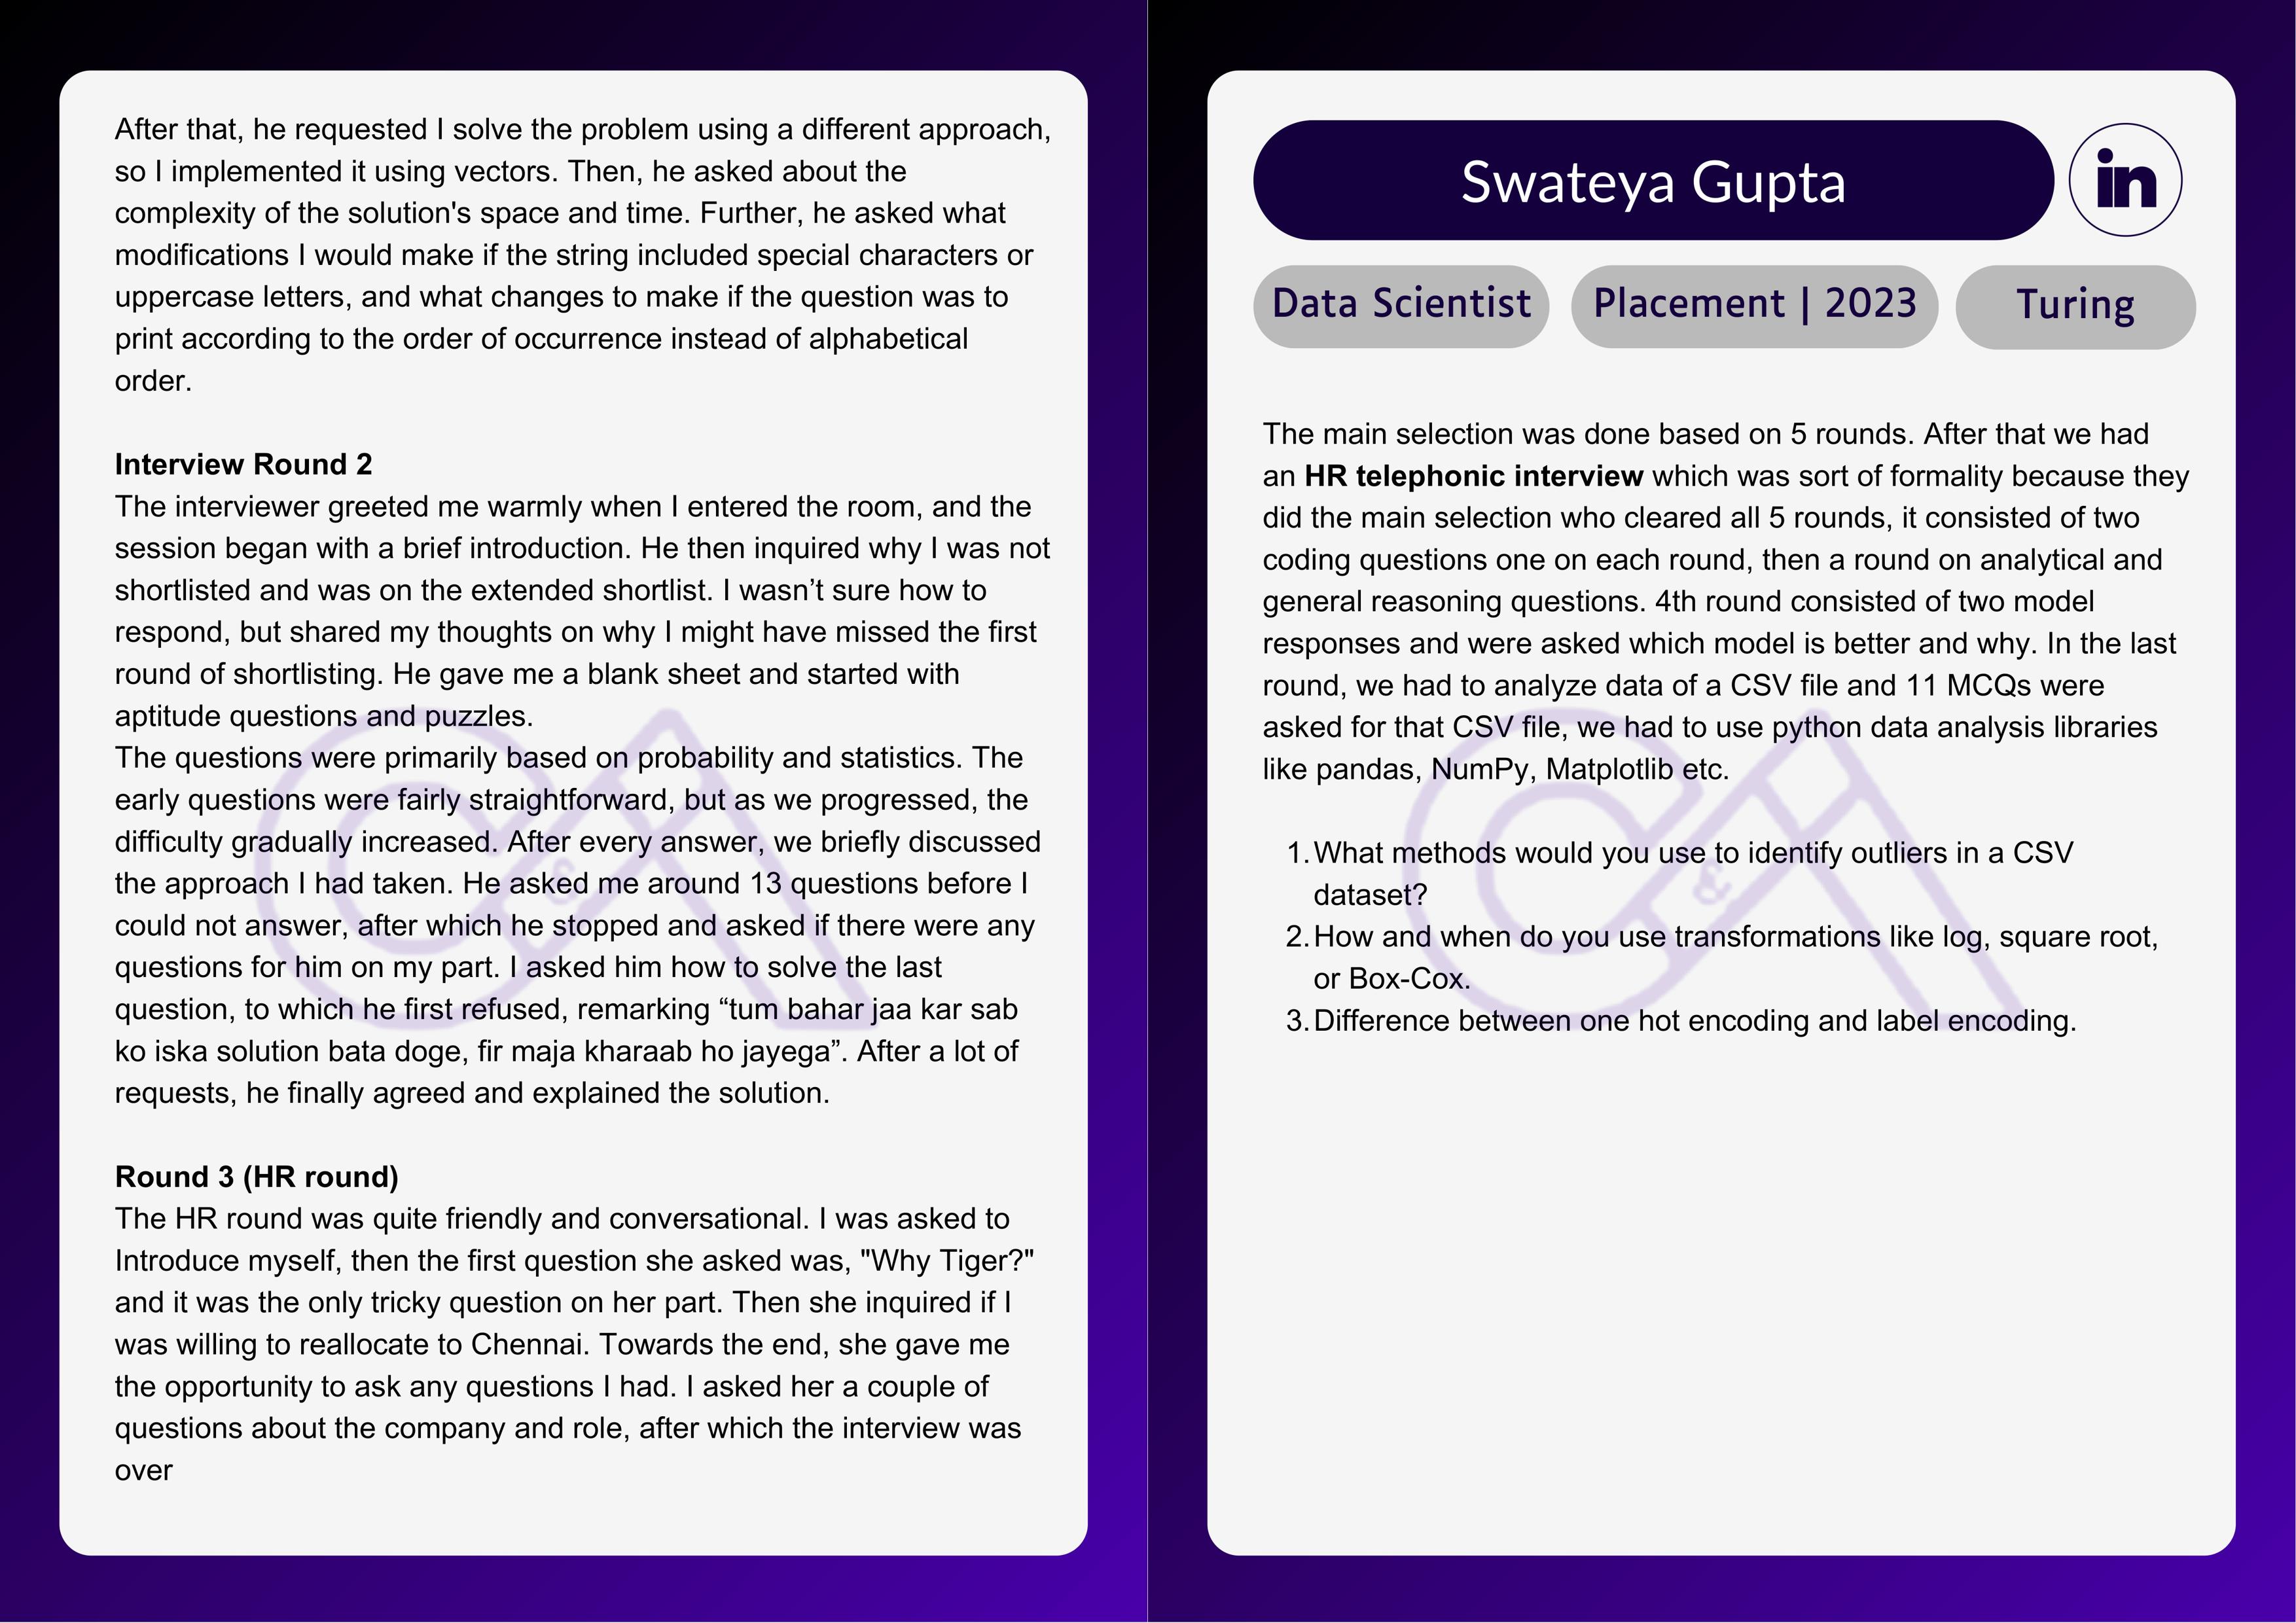 After that, he requested I solve the problem using a different approach,
so I implemented it using vectors. Then, he asked about the
complexity of the solution's space and time. Further, he asked what
modifications I would make if the string included special characters or
uppercase letters, and what changes to make if the question was to
print according to the order of occurrence instead of alphabetical
order.
Interview Round 2
The interviewer greeted me warmly when I entered the room, and the
session began with a brief introduction. He then inquired why I was not
shortlisted and was on the extended shortlist. I wasn’t sure how to
respond, but shared my thoughts on why I might have missed the first
round of shortlisting. He gave me a blank sheet and started with
aptitude questions and puzzles.
The questions were primarily based on probability and statistics. The
early questions were fairly straightforward, but as we progressed, the
difficulty gradually increased. After every answer, we briefly discussed
the approach I had taken. He asked me around 13 questions before I
could not answer, after which he stopped and asked if there were any
questions for him on my part. I asked him how to solve the last
question, to which he first refused, remarking “tum bahar jaa kar sab
ko iska solution bata doge, fir maja kharaab ho jayega”. After a lot of
requests, he finally agreed and explained the solution.
Round 3 (HR round)
The HR round was quite friendly and conversational. I was asked to
Introduce myself, then the first question she asked was, "Why Tiger?"
and it was the only tricky question on her part. Then she inquired if I
was willing to reallocate to Chennai. Towards the end, she gave me
the opportunity to ask any questions I had. I asked her a couple of
questions about the company and role, after which the interview was
over
Swateya Gupta
in
Data Scientist
Placement | 2023
Turing
The main selection was done based on 5 rounds. After that we had
an HR telephonic interview which was sort of formality because they
did the main selection who cleared all 5 rounds, it consisted of two
coding questions one on each round, then a round on analytical and
general reasoning questions. 4th round consisted of two model
responses and were asked which model is better and why. In the last
round, we had to analyze data of a CSV file and 11 MCQs were
asked for that CSV file, we had to use python data analysis libraries
like pandas, NumPy, Matplotlib etc.
1. What methods would you use to identify outliers in a CSV
dataset?
2. How and when do you use transformations like log, square root,
or Box-Cox.
3. Difference between one hot encoding and label encoding.
&
&